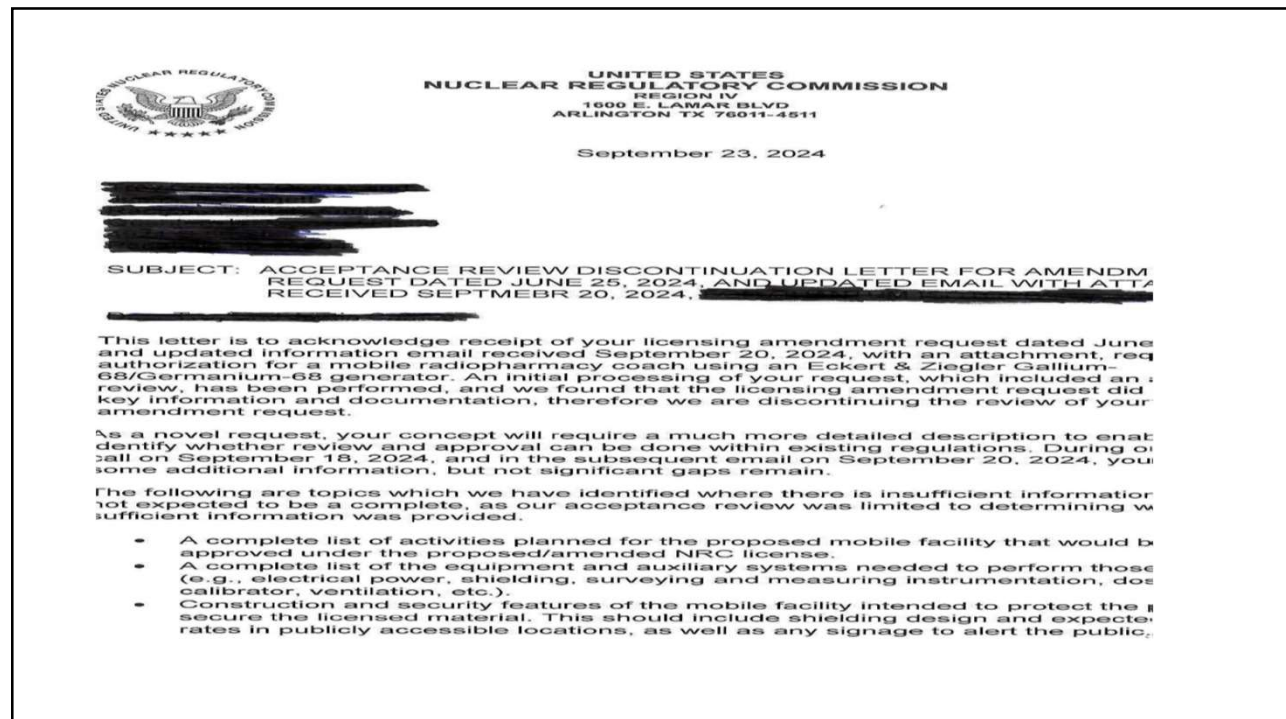 UNITED STATES NUCLEAR REGULATORY COMMISSION
UNITED STATES
NUCLEAR REGULATORY COMMISSION
REGION IV
1600 E. LAMAR BLVD
ARLINGTON TX 76011-4511
September 23, 2024
SUBJECT: ACCEPTANCE REVIEW DISCONTINUATION LETTER FOR AMENDM
REQUEST DATED JUNE 25, 2024, AND UPDATED EMAIL WITH ATTA
RECEIVED SEPTMEBR 20, 2024,
This letter is to acknowledge receipt of your licensing amendment request dated June
and updated information email received September 20, 2024, with an attachment, req
authorization for a mobile radiopharmacy coach using an Eckert & Ziegler Gallium-
68/Germanium-68 generator. An initial processing of your request, which included an
review, has been performed, and we found that the licensing amendment request did
key information and documentation, therefore we are discontinuing the review of your
amendment request.
As a novel request, your concept will require a much more detailed description to enab
identify whether review and approval can be done within existing regulations. During o
call on September 18, 2024, and in the subsequent email on September 20, 2024, you
some additional information, but not significant gaps remain.
The following are topics which we have identified where there is insufficient information
not expected to be a complete, as our acceptance review was limited to determining w
sufficient information was provided.
• A complete list of activities planned for the proposed mobile facility that would b
approved under the proposed/amended NRC license.
• A complete list of the equipment and auxiliary systems needed to perform those
(e.g., electrical power, shielding, surveying and measuring instrumentation, dos
calibrator, ventilation, etc.).
• Construction and security features of the mobile facility intended to protect the
secure the licensed material. This should include shielding design and expecte
rates in publicly accessible locations, as well as any signage to alert the public,